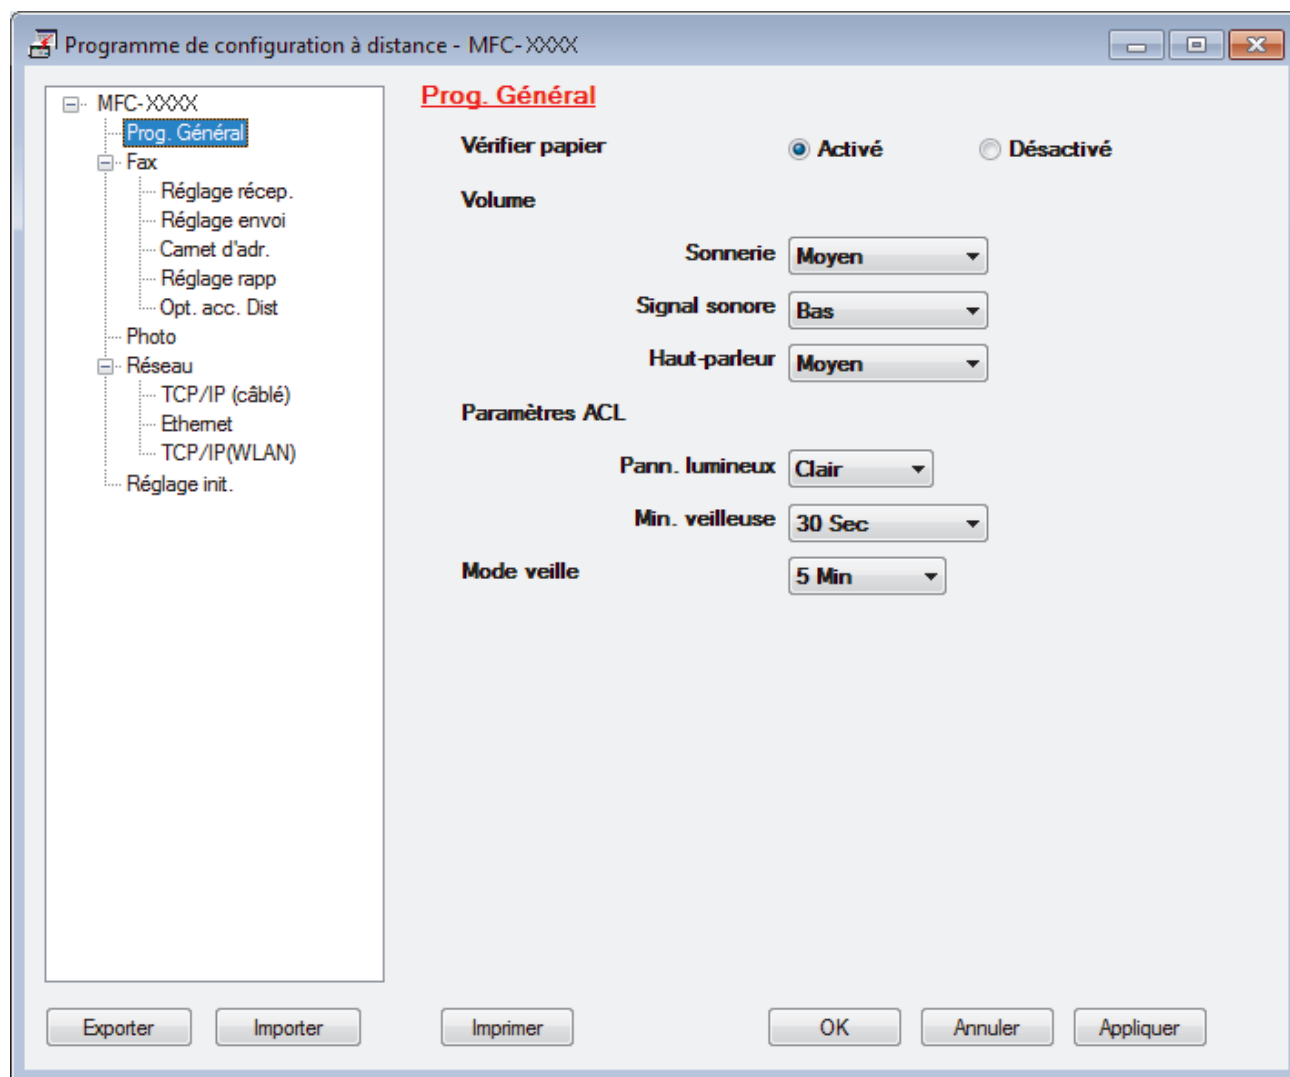 Programme de configuration à distance - MFC-XXXX
MFC-XXXX
Prog. Général
Fax
Réglage récep.
Réglage envoi
Carnet d'adr.
Réglage rapp
Opt. acc. Dist
Photo
Réseau
TCP/IP (câblé)
Ethernet
TCP/IP(WLAN)
Réglage init.
Prog. Général
Vérifier papier Activé Désactivé
Volume
Sonnerie Moyen
Signal sonore Bas
Haut-parleur Moyen
Paramètres ACL
Pann. lumineux Clair
Min. veilleuse 30 Sec
Mode veille 5 Min
Exporter Importer Imprimer OK Annuler Appliquer